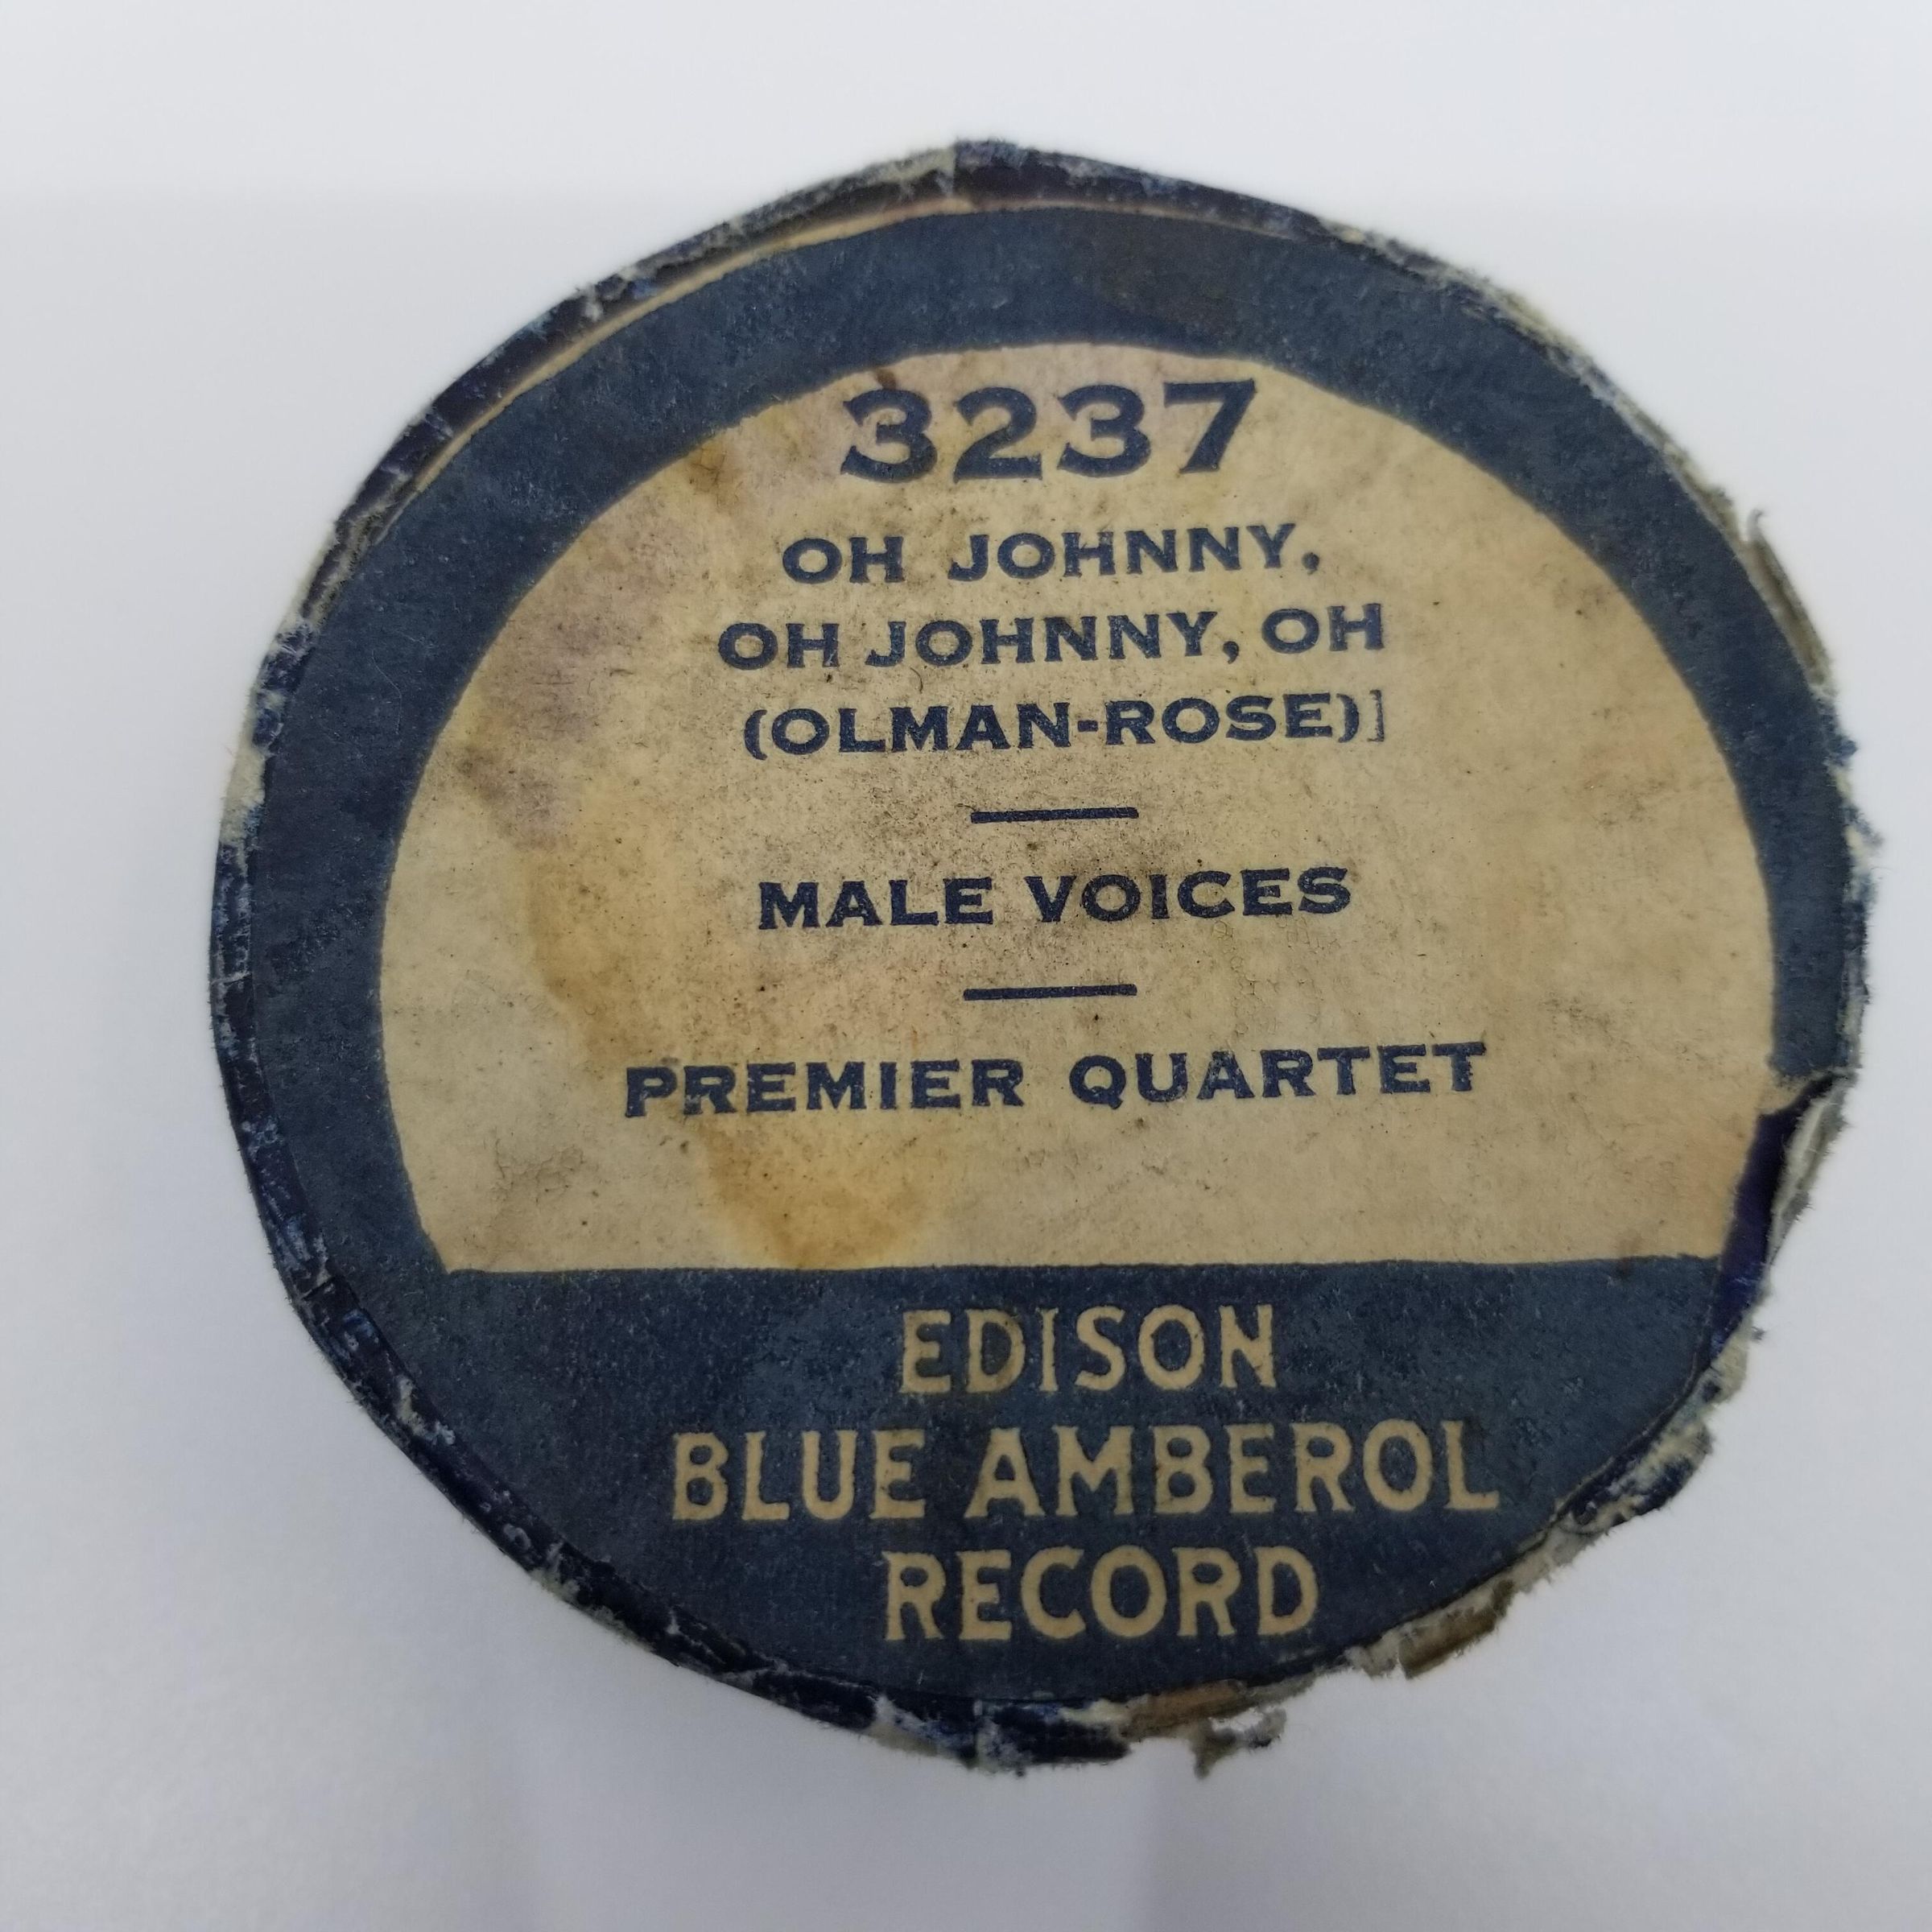 3237
OH JOHNNY,
OH JOHNNY, OH
(OLMAN-ROSE)]
MALE VOICES
PREMIER QUARTET
EDISON
BLUE AMBEROL
RECORD